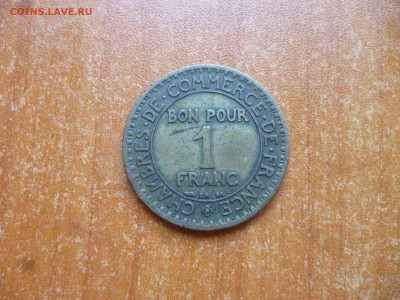 COINS.LAVE.RU
CHAMBRES·DE·COMMERCE·DE·FRANCE
BON POUR
1
FRANC